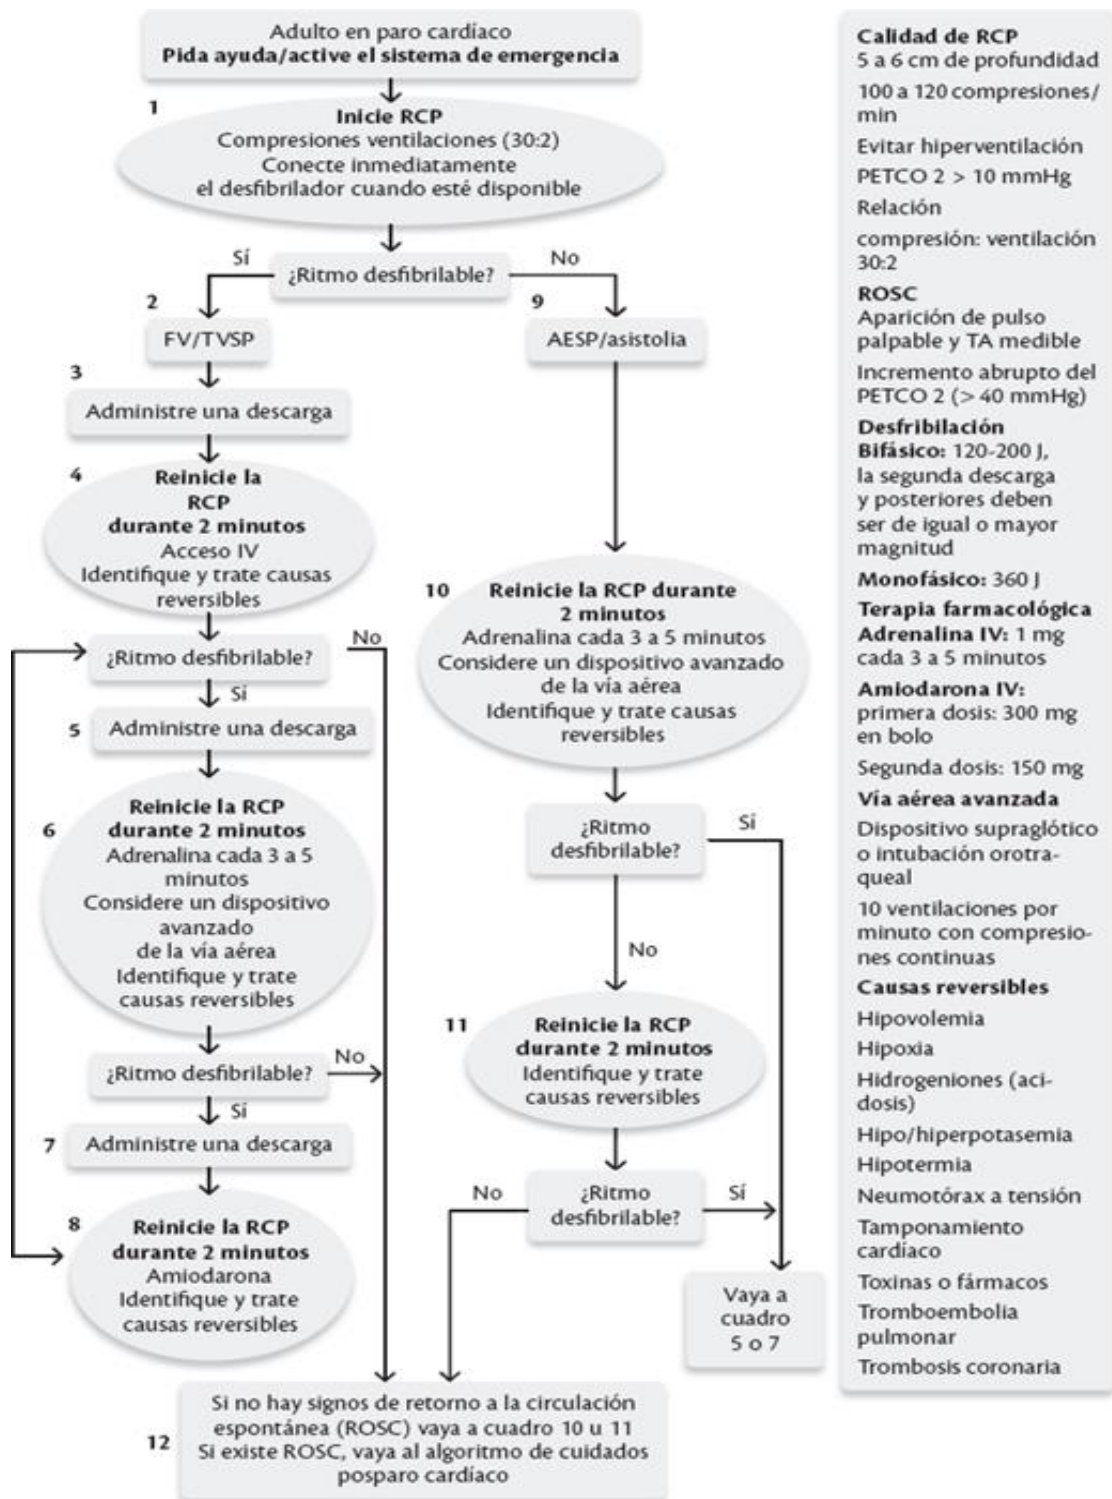 Adulto en paro cardíaco
Pida ayuda/active el sistema de emergencia
1
Inicie RCP
Compresiones ventilaciones (30:2)
Conecte inmediatamente
el desfibrilador cuando esté disponible
Sí
¿Ritmo desfibrilable?
No
2
FV/TVSP
3
Administre una descarga
4
Reinicie la
RCP
durante 2 minutos
Acceso IV
Identifique y trate causas
reversibles
¿Ritmo desfibrilable?
No
Sí
5
Administre una descarga
6
Reinicie la RCP
durante 2 minutos
Adrenalina cada 3 a 5
minutos
Considere un dispositivo
avanzado
de la vía aérea
Identifique y trate
causas reversibles
¿Ritmo desfibrilable?
No
Sí
7
Administre una descarga
8
Reinicie la RCP
durante 2 minutos
Amiodarona
Identifique y trate
causas reversibles
9
AESP/asistolia
10
Reinicie la RCP durante
2 minutos
Adrenalina cada 3 a 5 minutos
Considere un dispositivo avanzado
de la vía aérea
Identifique y trate causas
reversibles
¿Ritmo
desfibrilable?
Sí
No
11
Reinicie la RCP
durante 2 minutos
Identifique y trate
causas reversibles
No
¿Ritmo
desfibrilable?
Sí
Vaya a
cuadro
5 o 7
12
Si no hay signos de retorno a la circulación
espontánea (ROSC) vaya a cuadro 10 u 11
Si existe ROSC, vaya al algoritmo de cuidados
posparo cardíaco
Calidad de RCP
5 a 6 cm de profundidad
100 a 120 compresiones/
min
Evitar hiperventilación
PETCO 2 > 10 mmHg
Relación
compresión: ventilación
30:2
ROSC
Aparición de pulso
palpable y TA medible
Incremento abrupto del
PETCO 2 (> 40 mmHg)
Desfribilación
Bifásico: 120-200 J,
la segunda descarga
y posteriores deben
ser de igual o mayor
magnitud
Monofásico: 360 J
Terapia farmacológica
Adrenalina IV: 1 mg
cada 3 a 5 minutos
Amiodarona IV:
primera dosis: 300 mg
en bolo
Segunda dosis: 150 mg
Vía aérea avanzada
Dispositivo supraglótico
o intubación orotra-
queal
10 ventilaciones por
minuto con compresio-
nes continuas
Causas reversibles
Hipovolemia
Hipoxia
Hidrogeniones (aci-
dosis)
Hipo/hiperpotasemia
Hipotermia
Neumotórax a tensión
Tamponamiento
cardíaco
Toxinas o fármacos
Tromboembolia
pulmonar
Trombosis coronaria